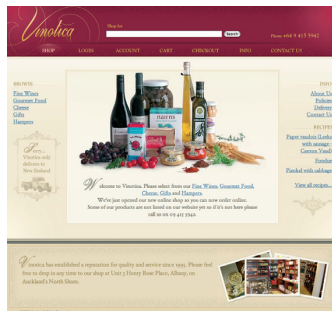 Vinotica
Shop for:
Search
Phone +64 9 415 5942
SHOP LOGIN ACCOUNT CART CHECKOUT INFO CONTACT US
BROWSE
Fine Wines
Gourmet Food
Cheese
Gifts
Hampers
Sorry...
Vinotica only
delivers to
New Zealand
INFO
About Us
Policies
Delivery
Contact Us
RECIPES
with sausage
Fondue
View all recipes...
Welcome to Vinotica. Please select from our Fine Wines, Gourmet Food,
Cheese, Gifts and Hampers.
We've just opened our new online shop so you can now order online.
Some of our products are not listed on our website yet so if it's not here please
call us on 09 415 5942.
Vinotica has established a reputation for quality and service since 1995. Please feel
free to drop in any time to our shop at Unit 3 Henry Rose Place, Albany, on
Auckland's North Shore.